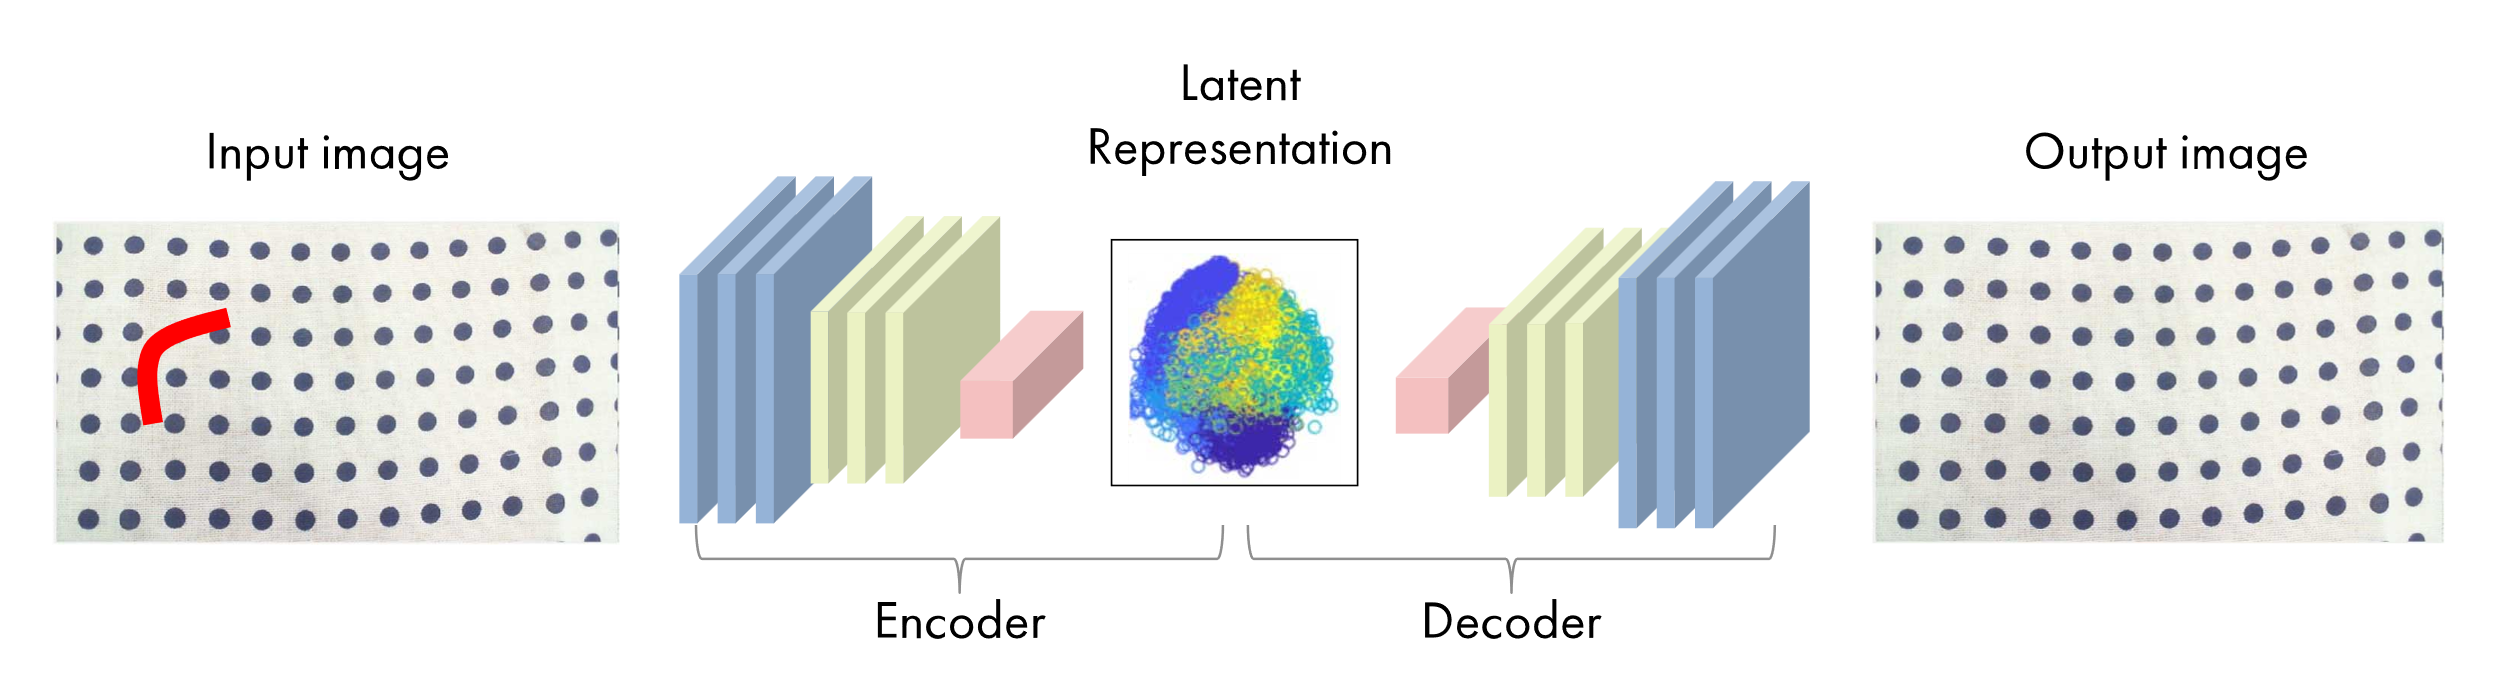 Input image
Latent
Representation
Output image
Encoder
Decoder